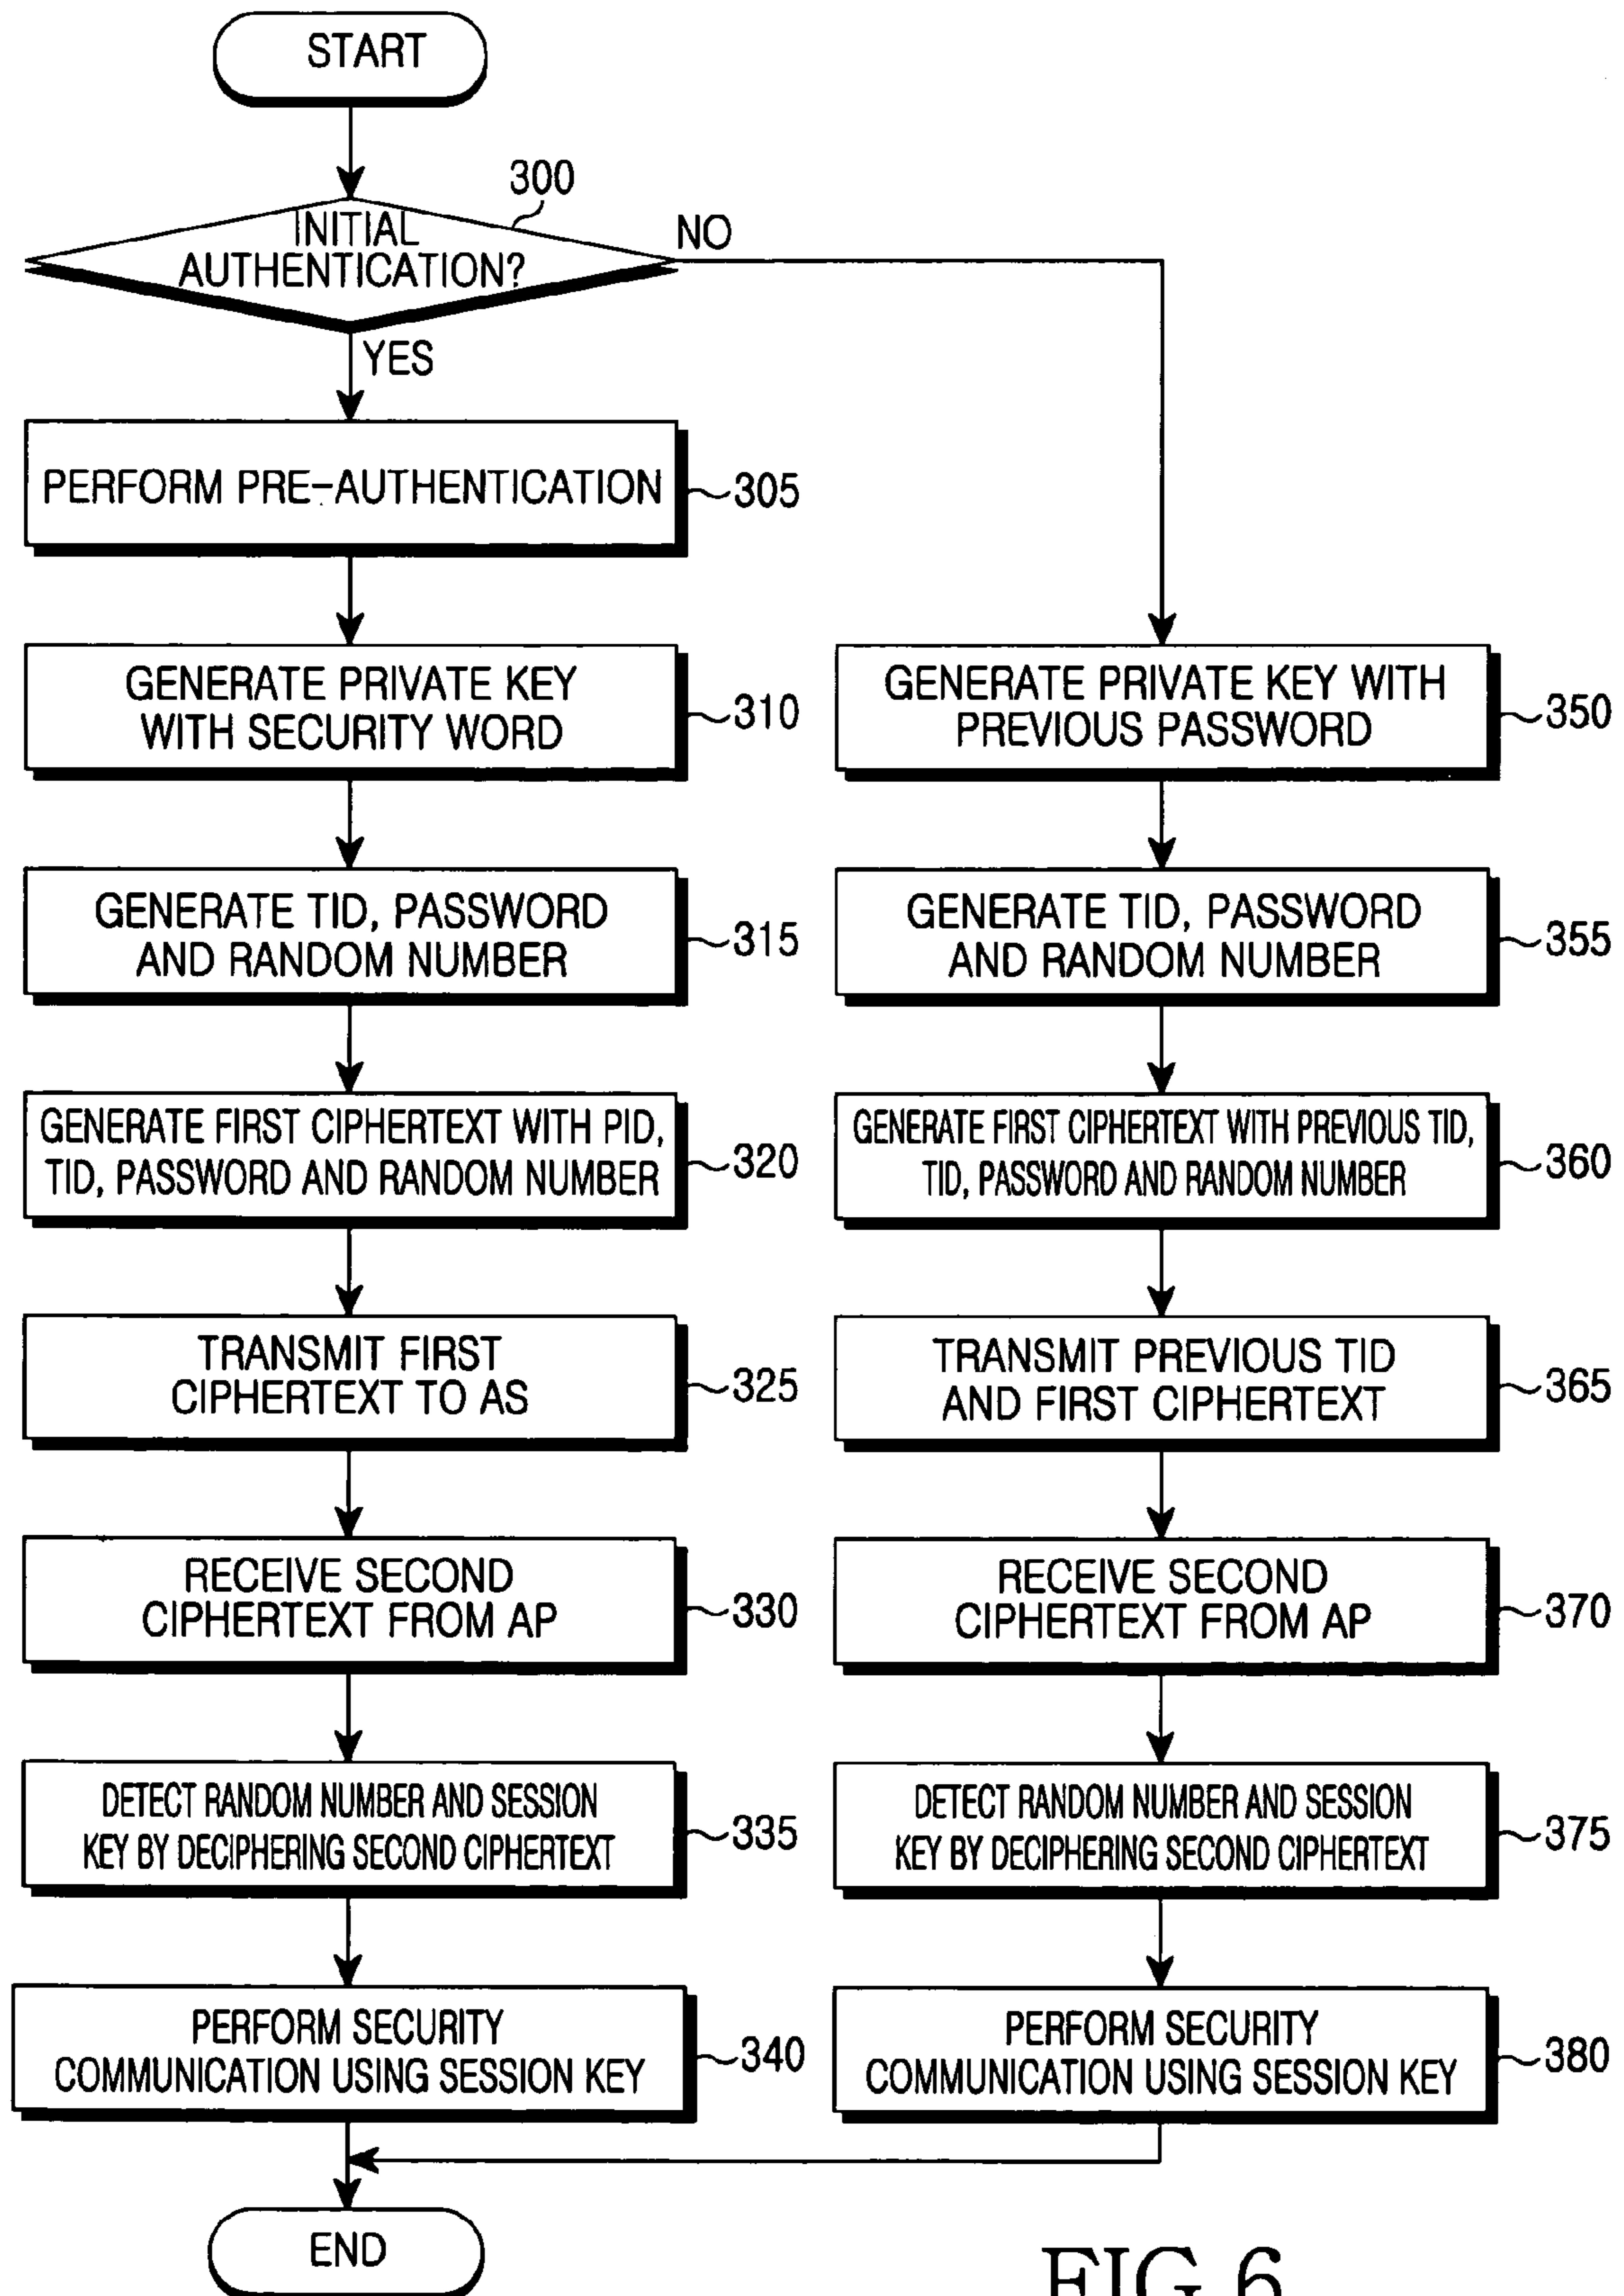 START
300
INITIAL
AUTHENTICATION?
NO
YES
PERFORM PRE-AUTHENTICATION
305
GENERATE PRIVATE KEY
WITH SECURITY WORD
310
GENERATE PRIVATE KEY WITH
PREVIOUS PASSWORD
350
GENERATE TID, PASSWORD
AND RANDOM NUMBER
315
GENERATE TID, PASSWORD
AND RANDOM NUMBER
355
GENERATE FIRST CIPHERTEXT WITH PID,
TID, PASSWORD AND RANDOM NUMBER
320
GENERATE FIRST CIPHERTEXT WITH PREVIOUS TID,
TID, PASSWORD AND RANDOM NUMBER
360
TRANSMIT FIRST
CIPHERTEXT TO AS
325
TRANSMIT PREVIOUS TID
AND FIRST CIPHERTEXT
365
RECEIVE SECOND
CIPHERTEXT FROM AP
330
RECEIVE SECOND
CIPHERTEXT FROM AP
370
DETECT RANDOM NUMBER AND SESSION
KEY BY DECIPHERING SECOND CIPHERTEXT
335
DETECT RANDOM NUMBER AND SESSION
KEY BY DECIPHERING SECOND CIPHERTEXT
375
PERFORM SECURITY
COMMUNICATION USING SESSION KEY
340
PERFORM SECURITY
COMMUNICATION USING SESSION KEY
380
END
FIG.6